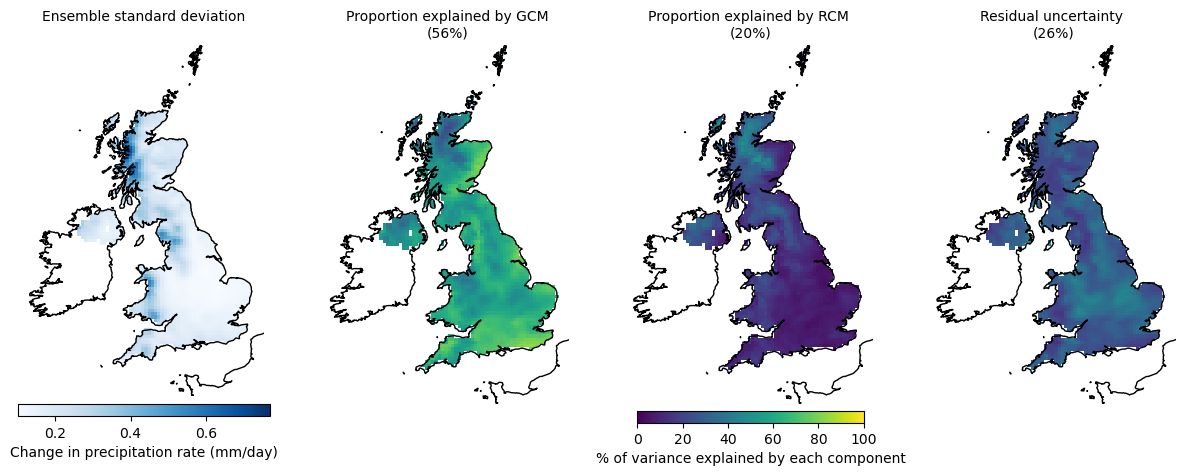 Ensemble standard deviation
Proportion explained by GCM
(56%)
Proportion explained by RCM
(20%)
Residual uncertainty
(26%)
0.2 0.4 0.6
Change in precipitation rate (mm/day)
0 20 40 60 80 100
% of variance explained by each component